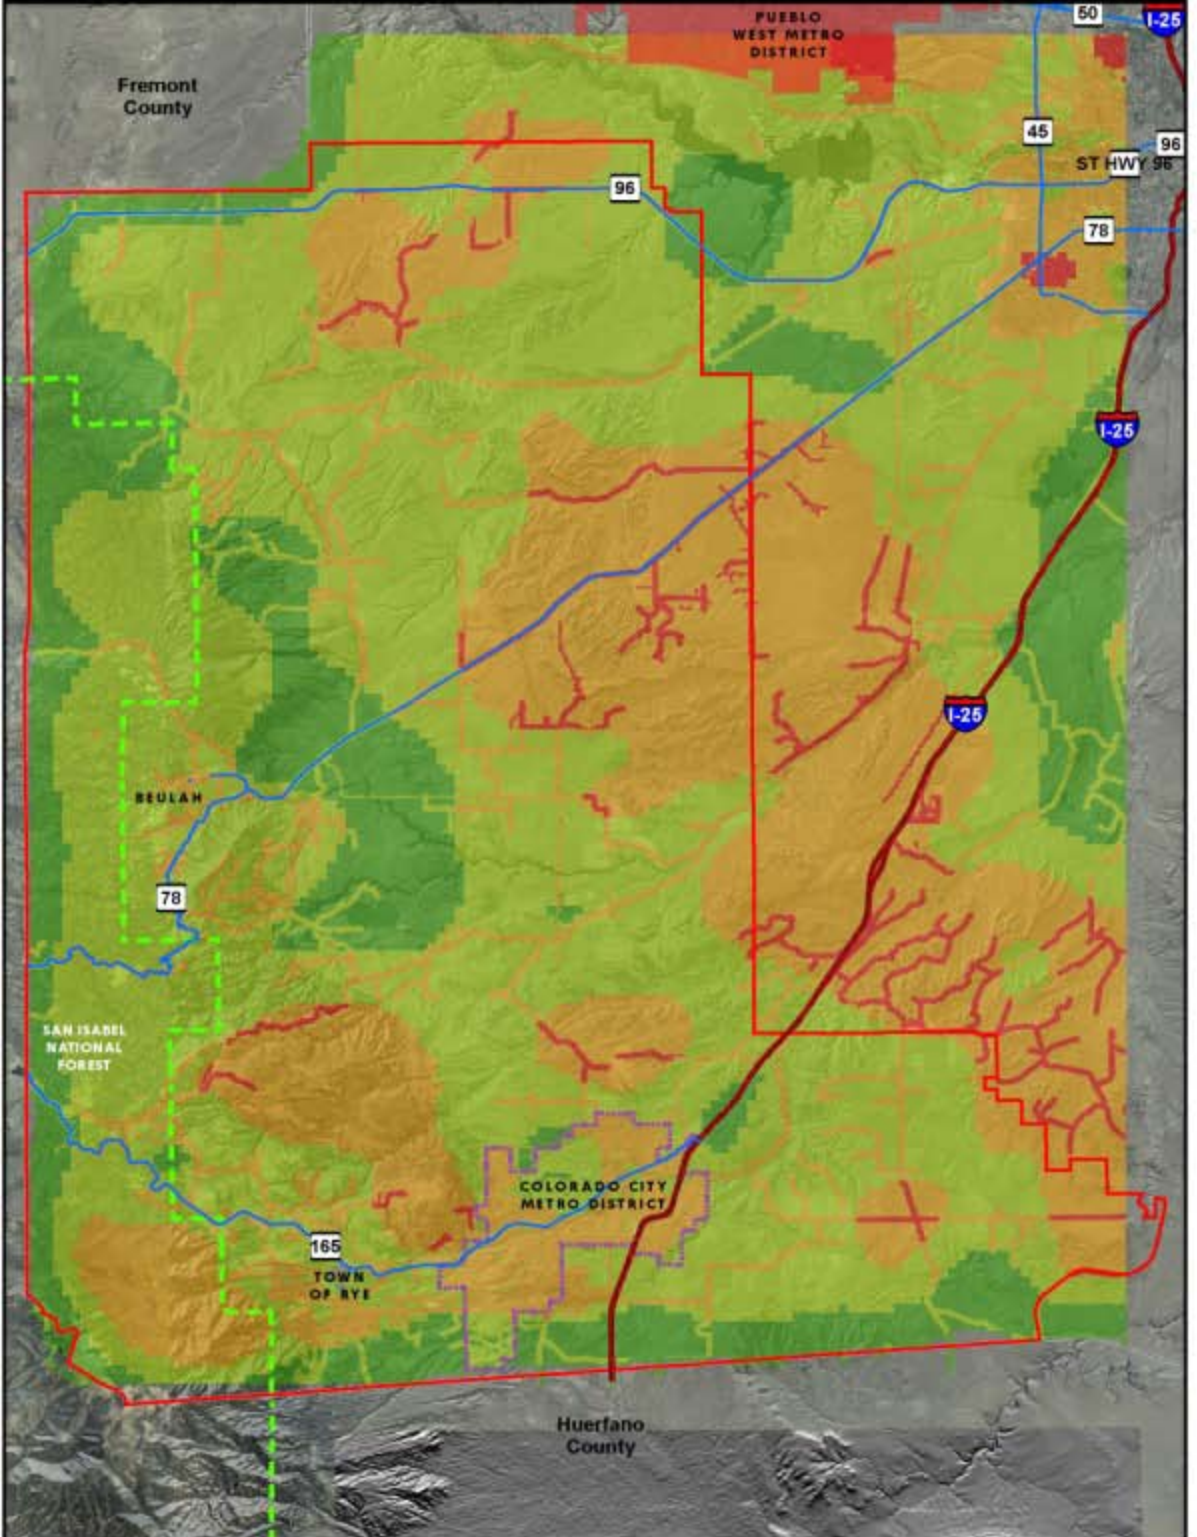 50
I-25
PUEBLO
WEST METRO
DISTRICT
Fremont
County
45
96
ST HWY 96
96
78
I-25
I-25
BEULAH
78
SAN ISABEL
NATIONAL
FOREST
COLORADO CITY
METRO DISTRICT
165
TOWN
OF RYE
Huerfano
County